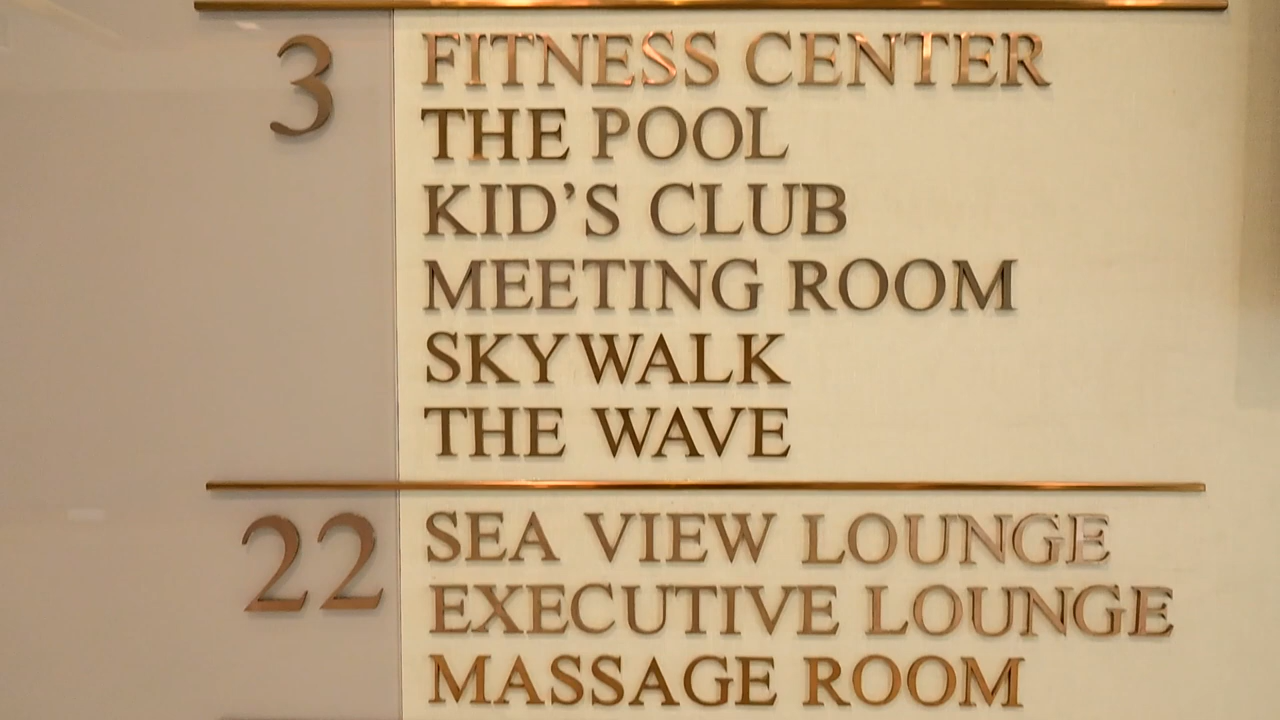 3 FITNESS CENTER
THE POOL
KID’S CLUB
MEETING ROOM
SKYWALK
THE WAVE
22 SEA VIEW LOUNGE
EXECUTIVE LOUNGE
MASSAGE ROOM